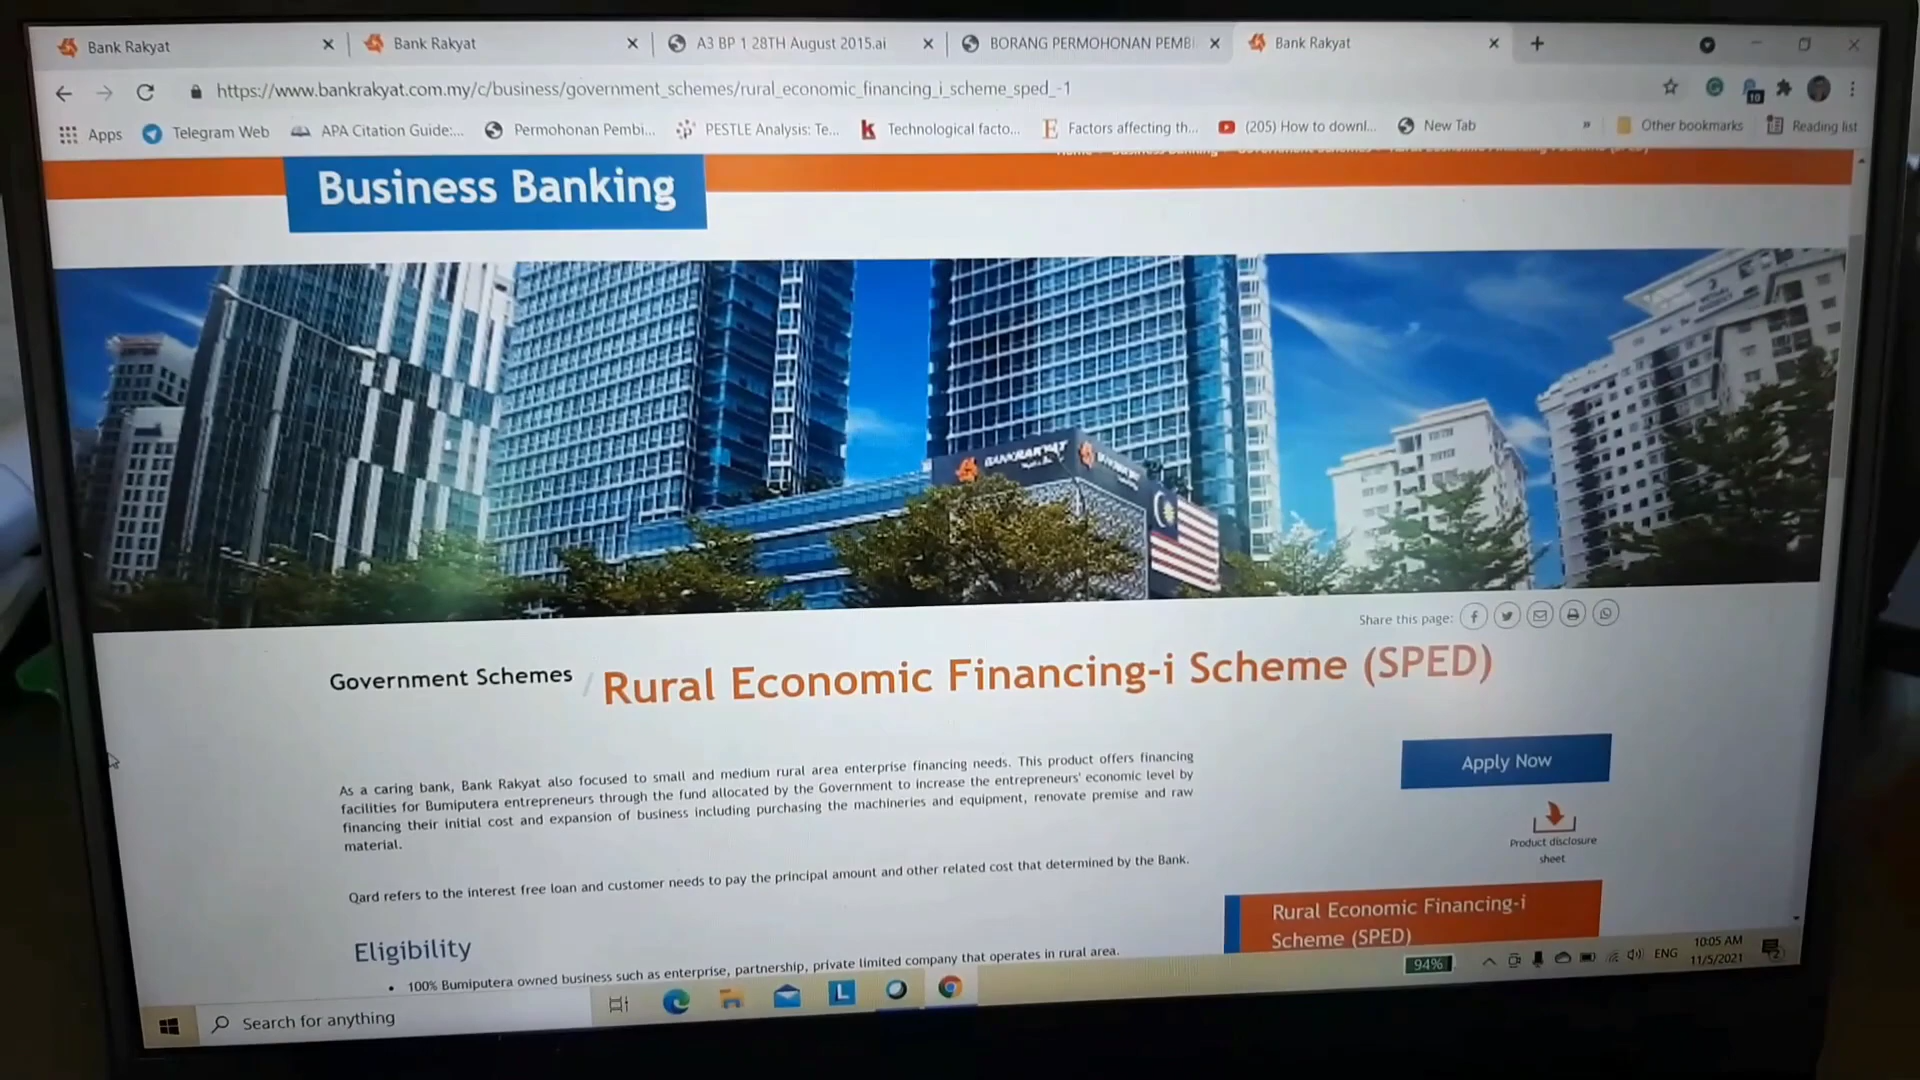 Bank Rakyat
Bank Rakyat
A3 BP 1 28TH August 2015.ai
BORANG PERMOHONAN PEMBI
Bank Rakyat
https://www.bankrakyat.com.my/c/business/government_schemes/rural_economic_financing_i_scheme_sped_-1
10
Apps
Telegram Web
APA Citation Guide:...
Permohonan Pembi...
PESTLE Analysis: Te...
Technological facto...
Factors affecting th...
(205) How to downl...
New Tab
»
Other bookmarks
Reading list
Business Banking
BANK RAKYAT
Share this page:
Government Schemes / Rural Economic Financing-i Scheme (SPED)
As a caring bank, Bank Rakyat also focused to small and medium rural area enterprise financing needs. This product offers financing
facilities for Bumiputera entrepreneurs through the fund allocated by the Government to increase the entrepreneurs' economic level by
financing their initial cost and expansion of business including purchasing the machineries and equipment, renovate premise and raw
material.
Apply Now
Product disclosure
sheet
Qard refers to the interest free loan and customer needs to pay the principal amount and other related cost that determined by the Bank.
Rural Economic Financing-i
Scheme (SPED)
Eligibility
• 100% Bumiputera owned business such as enterprise, partnership, private limited company that operates in rural area.
Search for anything
94%
ENG
10:05 AM
11/5/2021
2